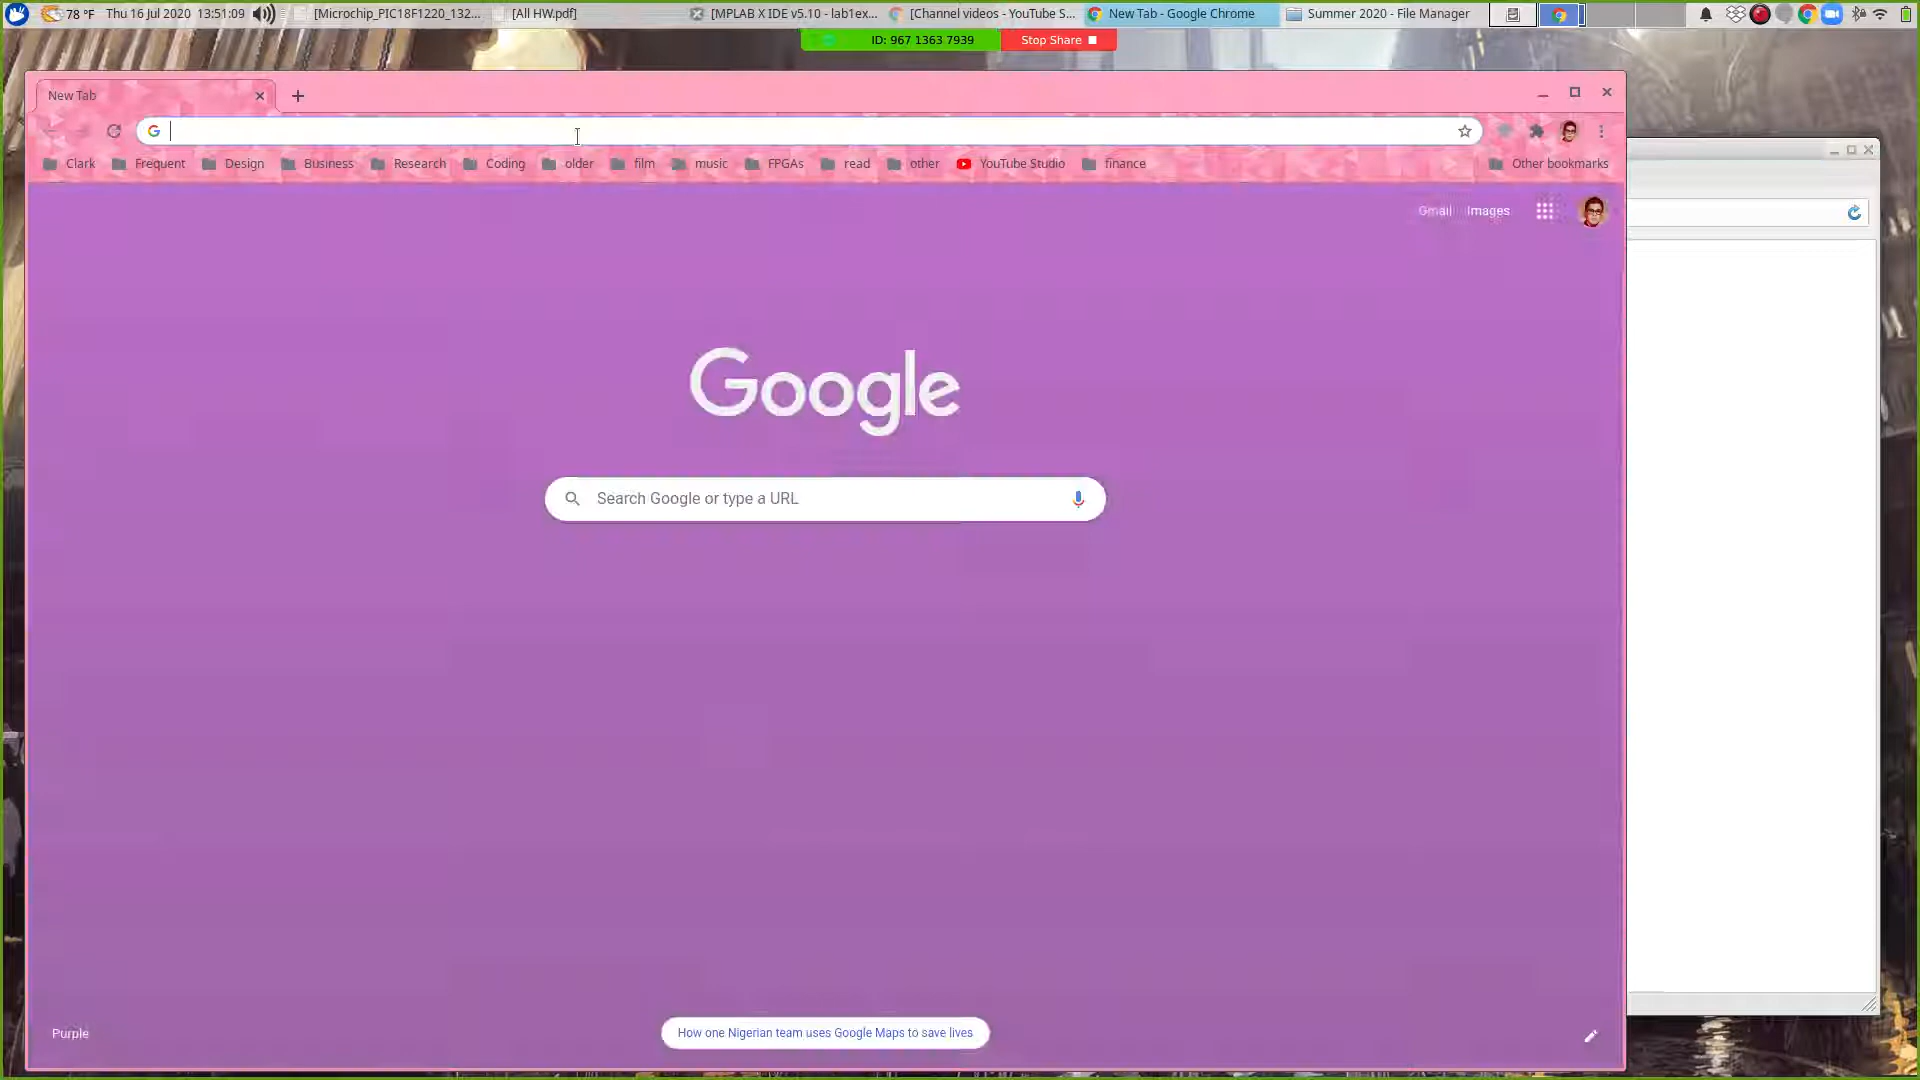 78 °F Thu 16 Jul 2020 13:51:09 [Microchip_PIC18F1220_132... [All HW.pdf] [MPLAB X IDE v5.10 - lab1ex... [Channel videos - YouTube S... New Tab - Google Chrome Summer 2020 - File Manager
ID: 967 1363 7939 Stop Share
New Tab
Clark Frequent Design Business Research Coding older film music FPGAs read other YouTube Studio finance Other bookmarks
Gmail Images
Google
Search Google or type a URL
Purple How one Nigerian team uses Google Maps to save lives